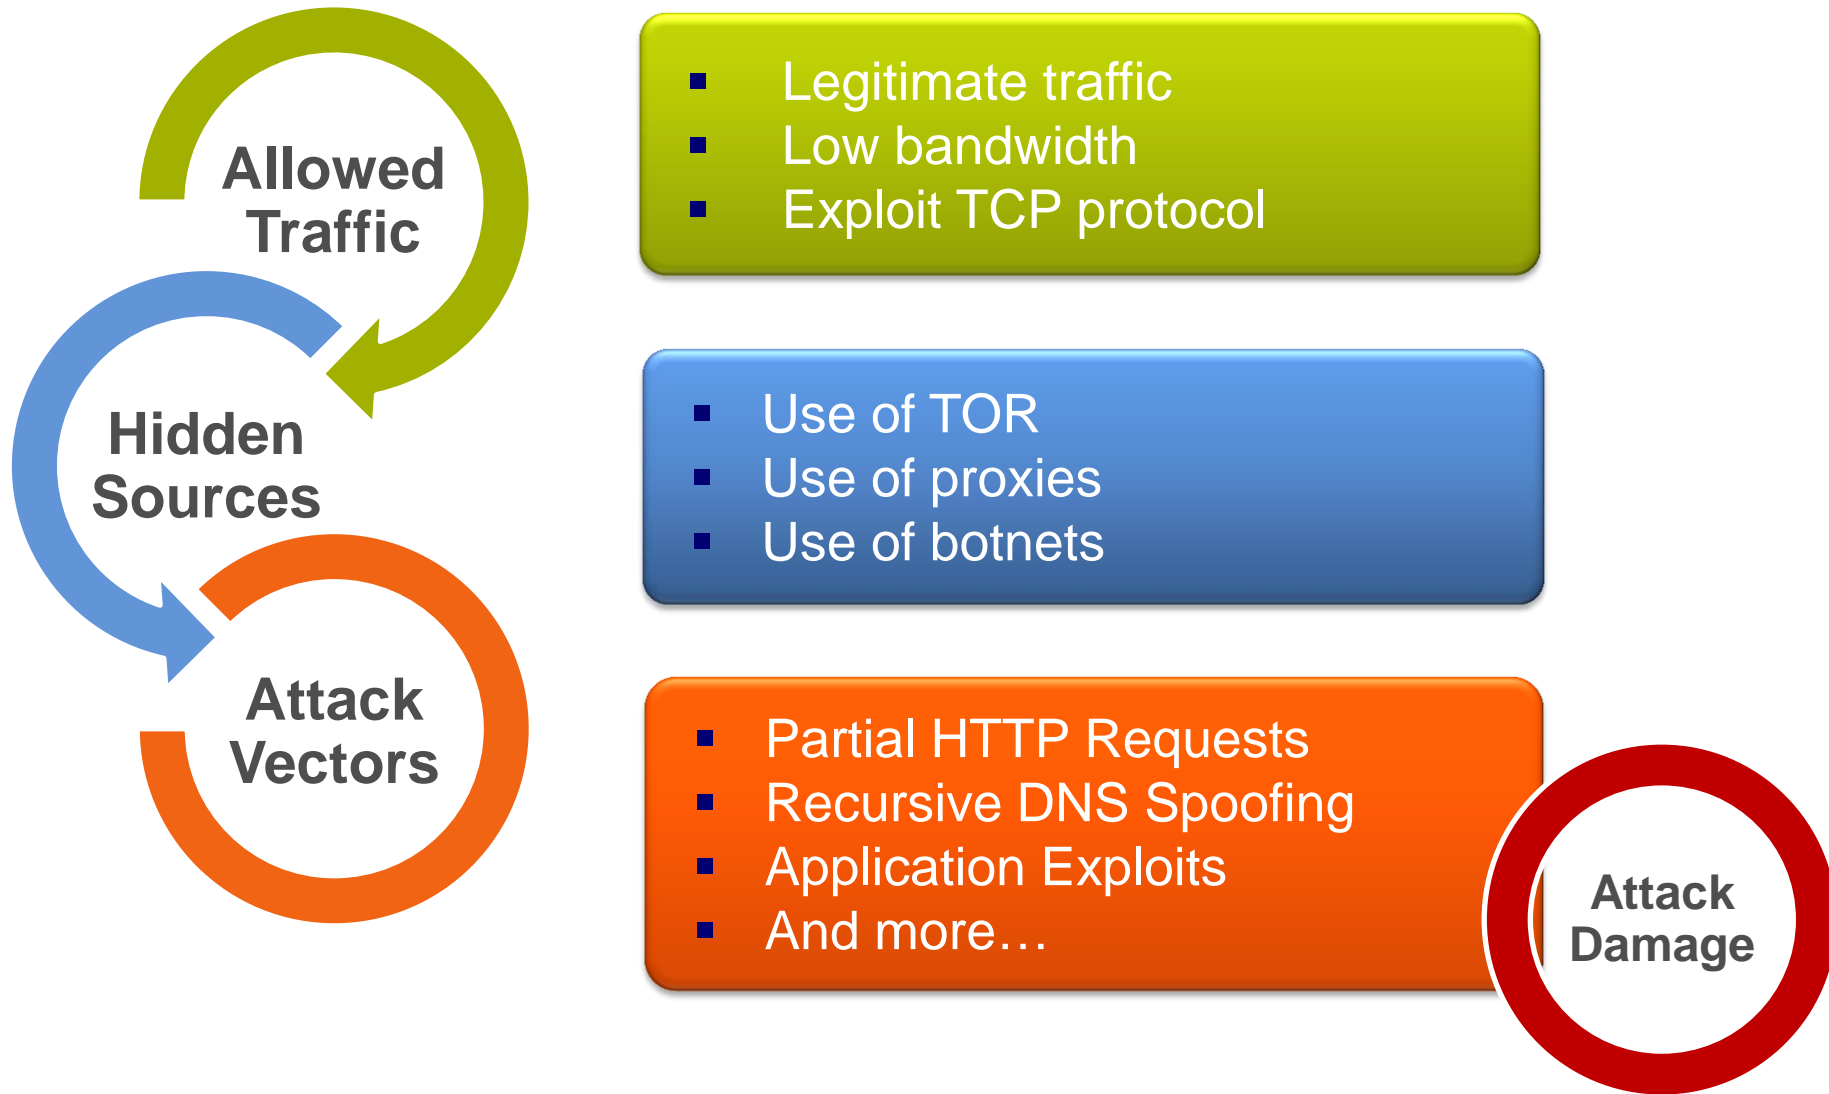 Allowed
Traffic
▪ Legitimate traffic
▪ Low bandwidth
▪ Exploit TCP protocol
Hidden
Sources
▪ Use of TOR
▪ Use of proxies
▪ Use of botnets
Attack
Vectors
▪ Partial HTTP Requests
▪ Recursive DNS Spoofing
▪ Application Exploits
▪ And more…
Attack
Damage